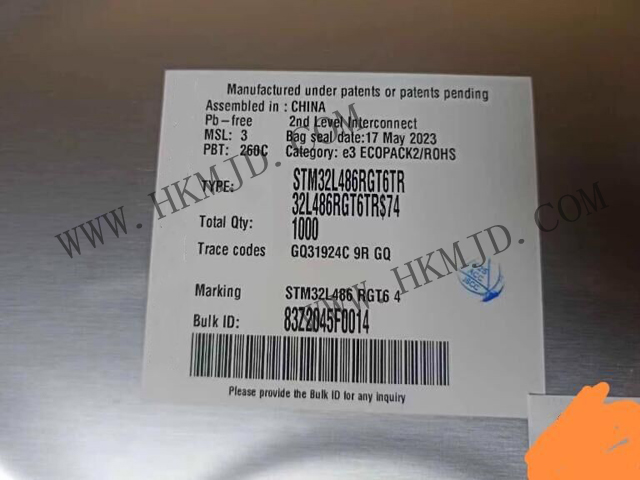 Manufactured under patents or patents pending
Assembled in : CHINA
Pb-free 2nd Level Interconnect
MSL: 3 Bag seal date:17 May 2023
PBT: 260C Category: e3 ECOPACK2/ROHS
TYPE: STM32L486RGT6TR
32L486RGT6TR$74
Total Qty: 1000
Trace codes GQ31924C 9R GQ
Marking STM32L486 RGT6 4
Bulk ID: 83Z2045F0014
Please provide the Bulk ID for any inquiry
WWW.HKMJD.COM
WWW.HKMJD.COM